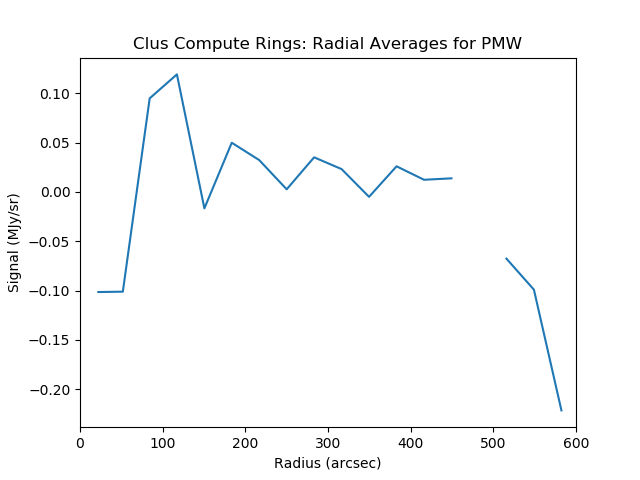 Clus Compute Rings: Radial Averages for PMW
0.10
0.05
0.00
−0.05
−0.10
−0.15
−0.20
Signal (MJy/sr)
0 100 200 300 400 500 600
Radius (arcsec)